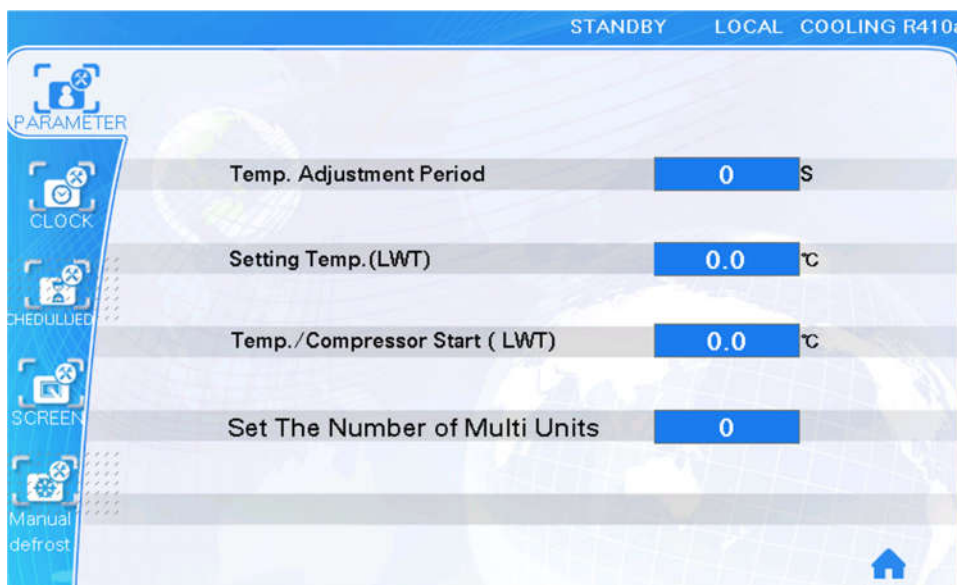 STANDBY LOCAL COOLING R410a
PARAMETER
Temp. Adjustment Period 0 S
CLOCK
Setting Temp.(LWT) 0.0 ℃
CHEDULUED
Temp./Compressor Start ( LWT) 0.0 ℃
SCREEN
Set The Number of Multi Units 0
Manual
defrost